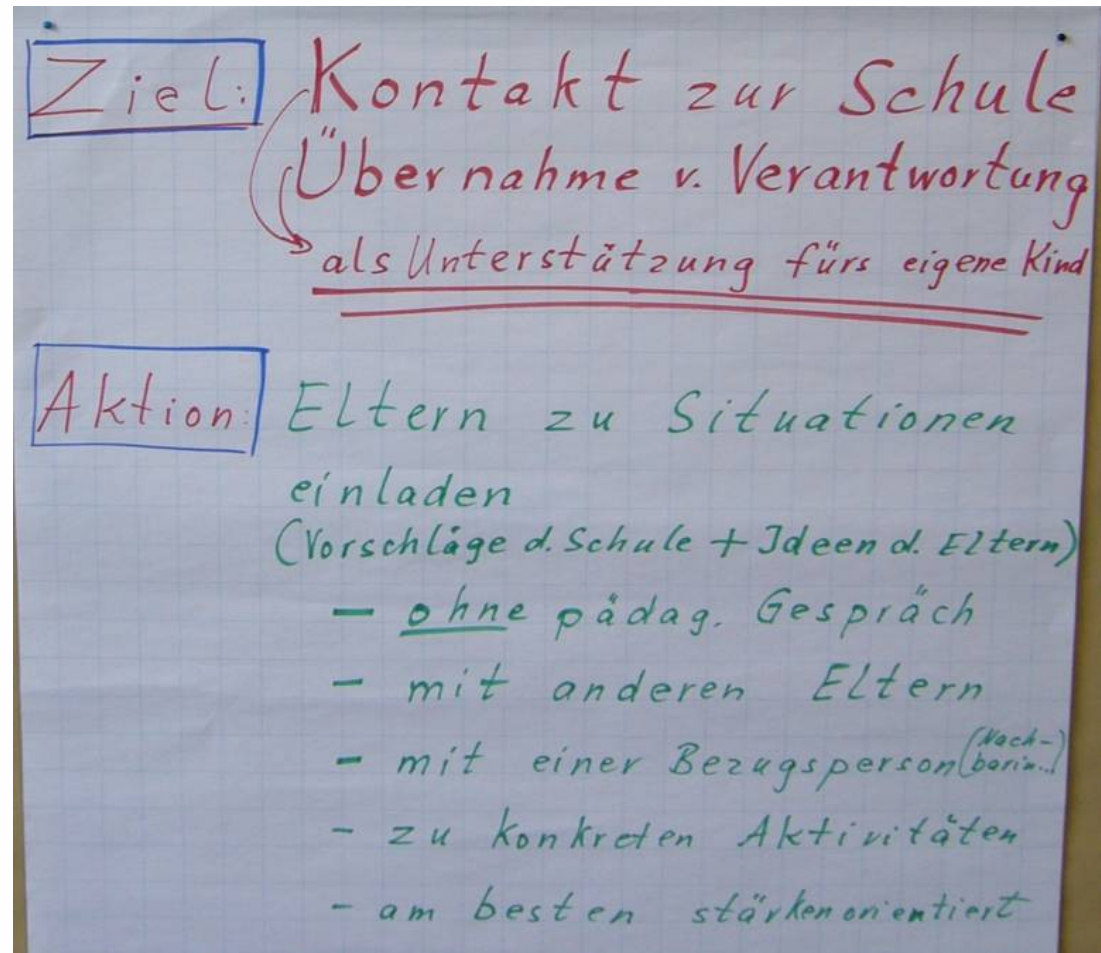 Ziel: Kontakt zur Schule
Übernahme v. Verantwortung
als Unterstützung fürs eigene Kind
Aktion: Eltern zu Situationen
einladen
(Vorschläge d. Schule + Ideen d. Eltern)
- ohne pädag. Gespräch
- mit anderen Eltern
- mit einer Bezugsperson (Nach-
barin..)
- zu konkreten Aktivitäten
- am besten stärkenorientiert